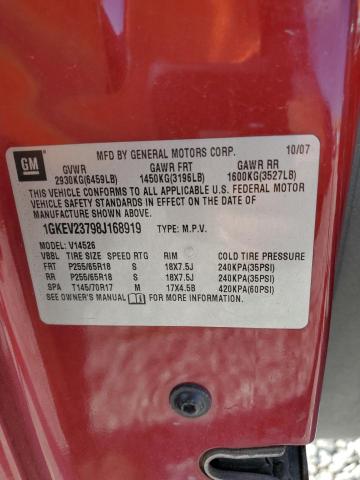 MFD BY GENERAL MOTORS CORP. 10/07
GM
GVWR GAWR FRT GAWR RR
2930KG(6459LB) 1450KG(3196LB) 1600KG(3527LB)
THIS VEHICLE CONFORMS TO ALL APPLICABLE U.S. FEDERAL MOTOR
VEHICLE SAFETY STANDARDS IN EFFECT ON THE DATE OF
MANUFACTURE SHOWN ABOVE.
1GKEV23798J168919 TYPE: M.P.V.
V14526
VBBL TIRE SIZE SPEED RTG RIM COLD TIRE PRESSURE
FRT P255/65R18 S 18X7.5J 240KPA(35PSI)
RR P255/65R18 S 18X7.5J 240KPA(35PSI)
SPA T145/70R17 M 17X4.5B 420KPA(60PSI)
SEE OWNER'S MANUAL FOR MORE INFORMATION